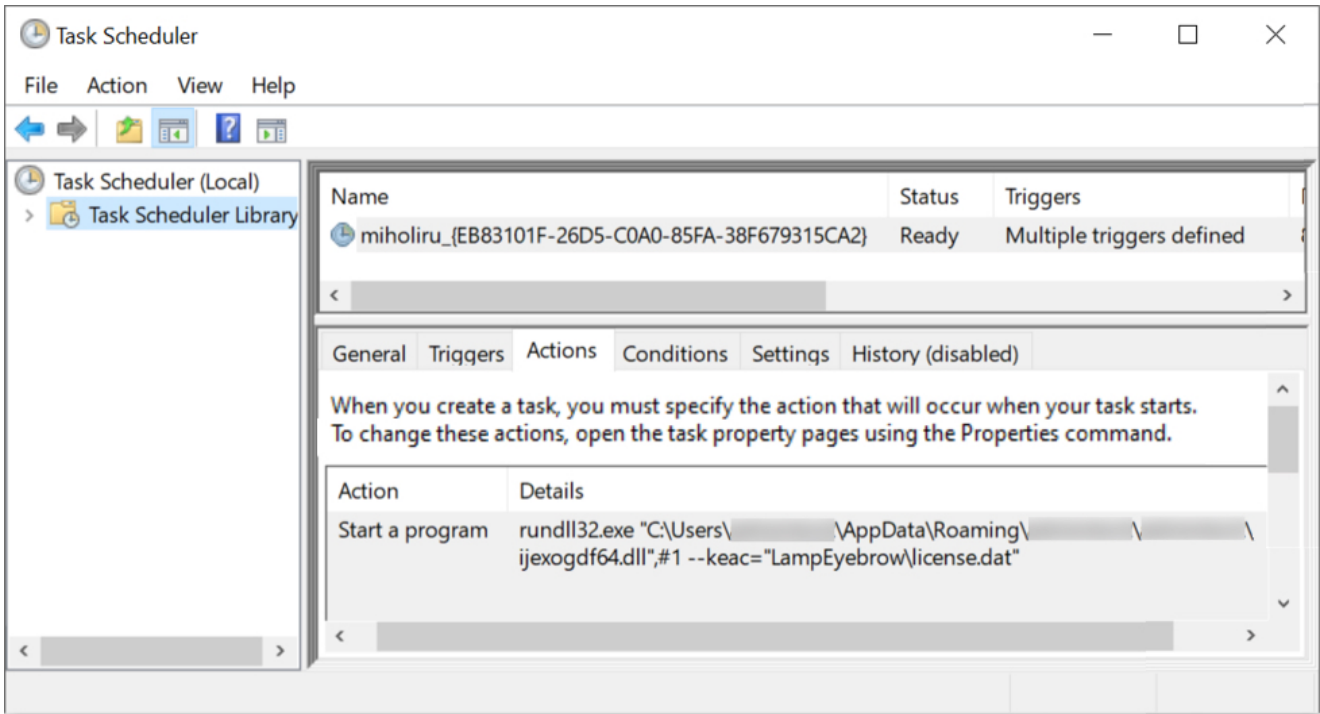 Task Scheduler
File Action View Help
Task Scheduler (Local)
Task Scheduler Library
Name Status Triggers
miholiru_{EB83101F-26D5-C0A0-85FA-38F679315CA2} Ready Multiple triggers defined
General Triggers Actions Conditions Settings History (disabled)
When you create a task, you must specify the action that will occur when your task starts.
To change these actions, open the task property pages using the Properties command.
Action Details
Start a program rundll32.exe "C:\Users\ \AppData\Roaming\ \ \
ijexogdf64.dll",#1 --keac="LampEyebrow\license.dat"